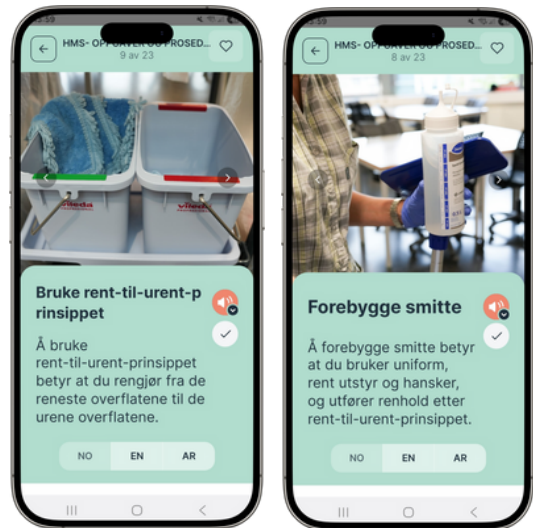 HMS- OPPGAVER OG PROSED...
9 av 23
vileda
vileda
Bruke rent-til-urent-p
rinsippet
Å bruke
rent-til-urent-prinsippet
betyr at du rengjør fra de
reneste overflatene til de
urene overflatene.
NO EN AR
HMS- OPPGAVER OG PROSED...
8 av 23
Forebygge smitte
Å forebygge smitte betyr
at du bruker uniform,
rent utstyr og hansker,
og utfører renhold etter
rent-til-urent-prinsippet.
NO EN AR